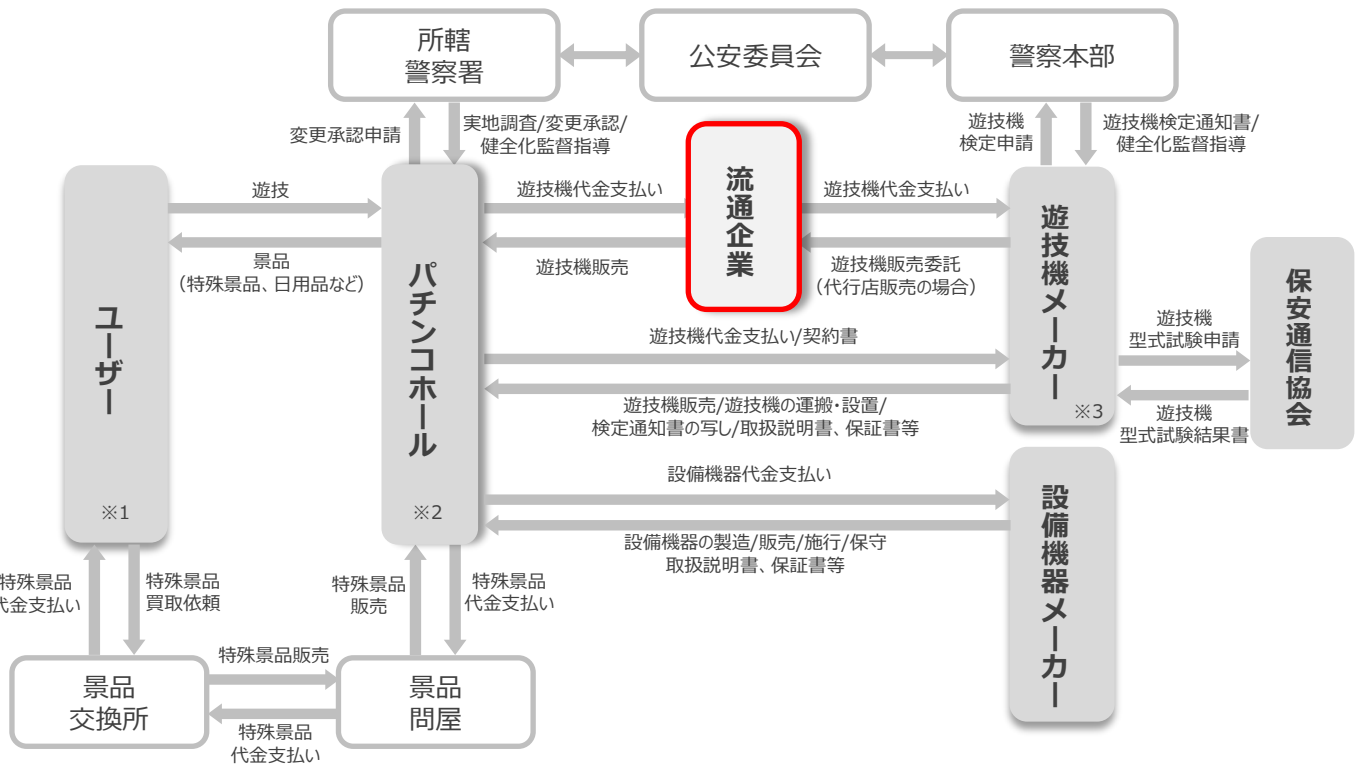 所轄
警察署
公安委員会
警察本部
変更承認申請
実地調査/変更承認/
健全化監督指導
遊技機
検定申請
遊技機検定通知書/
健全化監督指導
ユーザー
※1
遊技
景品
（特殊景品、日用品など）
パチンコホール
※2
遊技機代金支払い
遊技機販売
流通企業
遊技機代金支払い
遊技機販売委託
（代行店販売の場合）
遊技機メーカー
※3
遊技機代金支払い/契約書
遊技機販売/遊技機の運搬・設置/
検定通知書の写し/取扱説明書、保証書等
遊技機
型式試験申請
遊技機
型式試験結果書
保安通信協会
設備機器代金支払い
設備機器の製造/販売/施行/保守
取扱説明書、保証書等
設備機器メーカー
特殊景品
代金支払い
特殊景品
買取依頼
特殊景品
販売
特殊景品
代金支払い
景品
交換所
特殊景品販売
特殊景品
代金支払い
景品
問屋